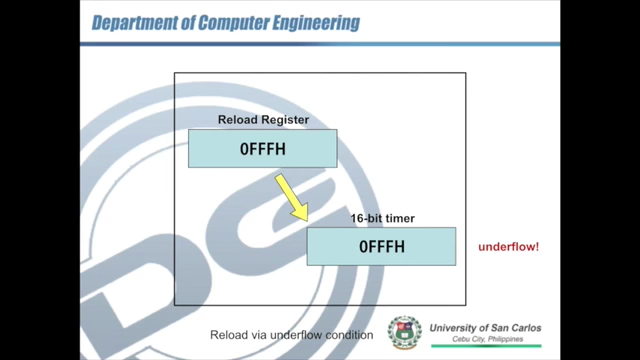 Department of Computer Engineering
Reload Register
0FFFH
16-bit timer
0FFFH
underflow!
Reload via underflow condition
University of San Carlos
Cebu City, Philippines